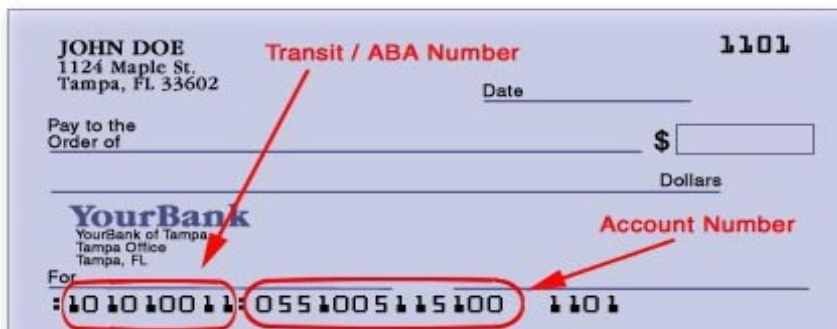 JOHN DOE
1124 Maple St.
Tampa, FL 33602
Transit / ABA Number
1101
Date
Pay to the
Order of
$
Dollars
YourBank
YourBank of Tampa
Tampa Office
Tampa, FL
Account Number
For
⑆101010011⑆0551005115100 1101